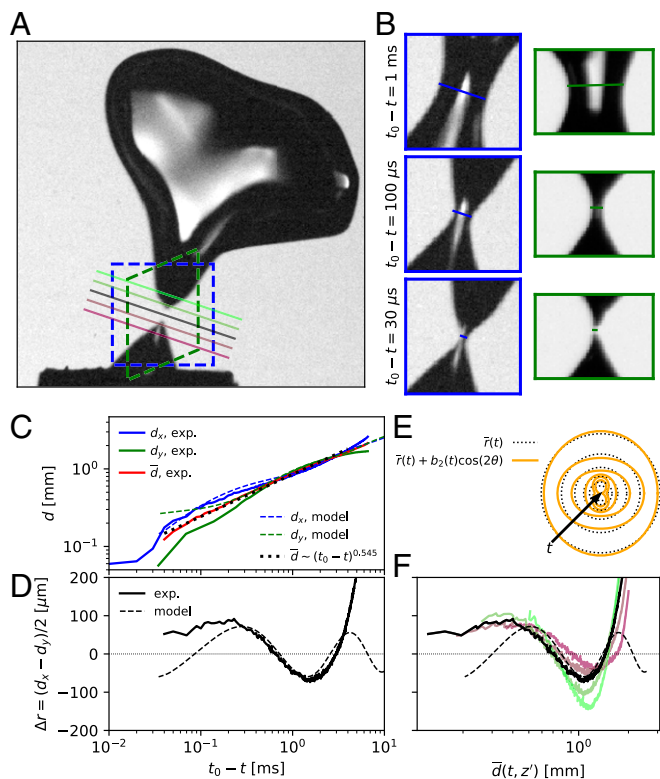 A
B
t₀ − t = 1 ms
t₀ − t = 100 μs
t₀ − t = 30 μs
C
d [mm]
10⁰
10⁻¹
dₓ, exp.
d_y, exp.
d̅, exp.
dₓ, model
d_y, model
d̅ ~ (t₀ − t)^0.545
E
r̅(t)
r̅(t) + b₂(t)cos(2θ)
t
D
Δr = (dₓ − d_y)/2 [μm]
200
100
0
−100
−200
exp.
model
10⁻²
10⁻¹
10⁰
10¹
t₀ − t [ms]
F
10⁰
d̅(t, z′) [mm]